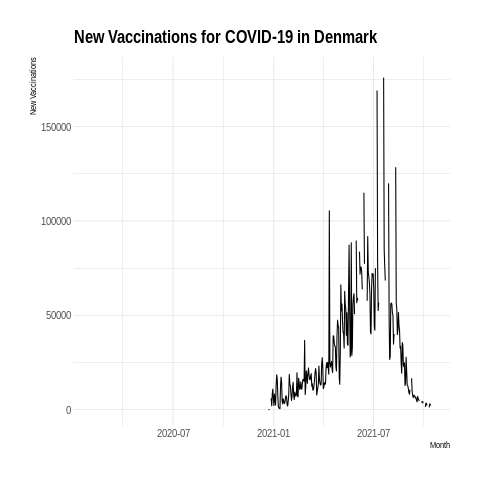 New Vaccinations for COVID-19 in Denmark
New Vaccinations
150000
100000
50000
0
2020-07
2021-01
2021-07
Month